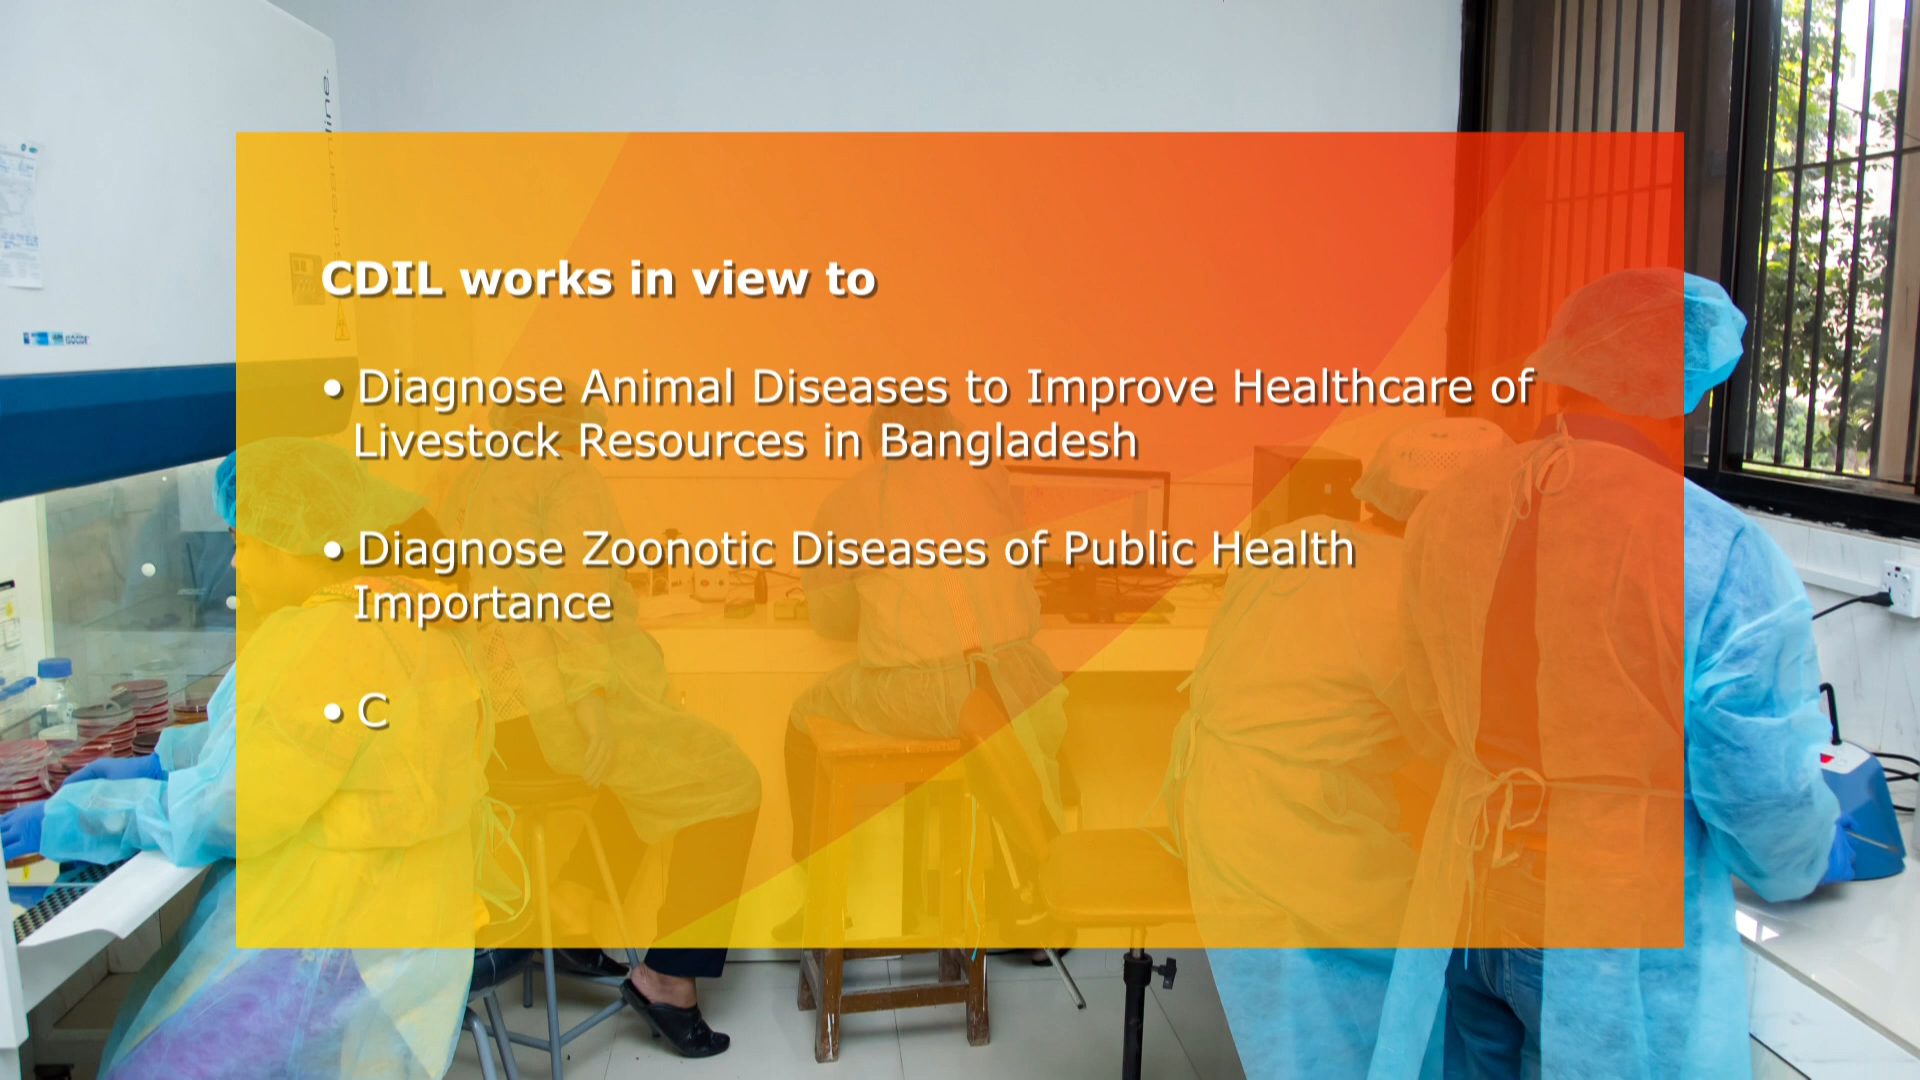 streamline.
CDIL works in view to
• Diagnose Animal Diseases to Improve Healthcare of
Livestock Resources in Bangladesh
• Diagnose Zoonotic Diseases of Public Health
Importance
• C